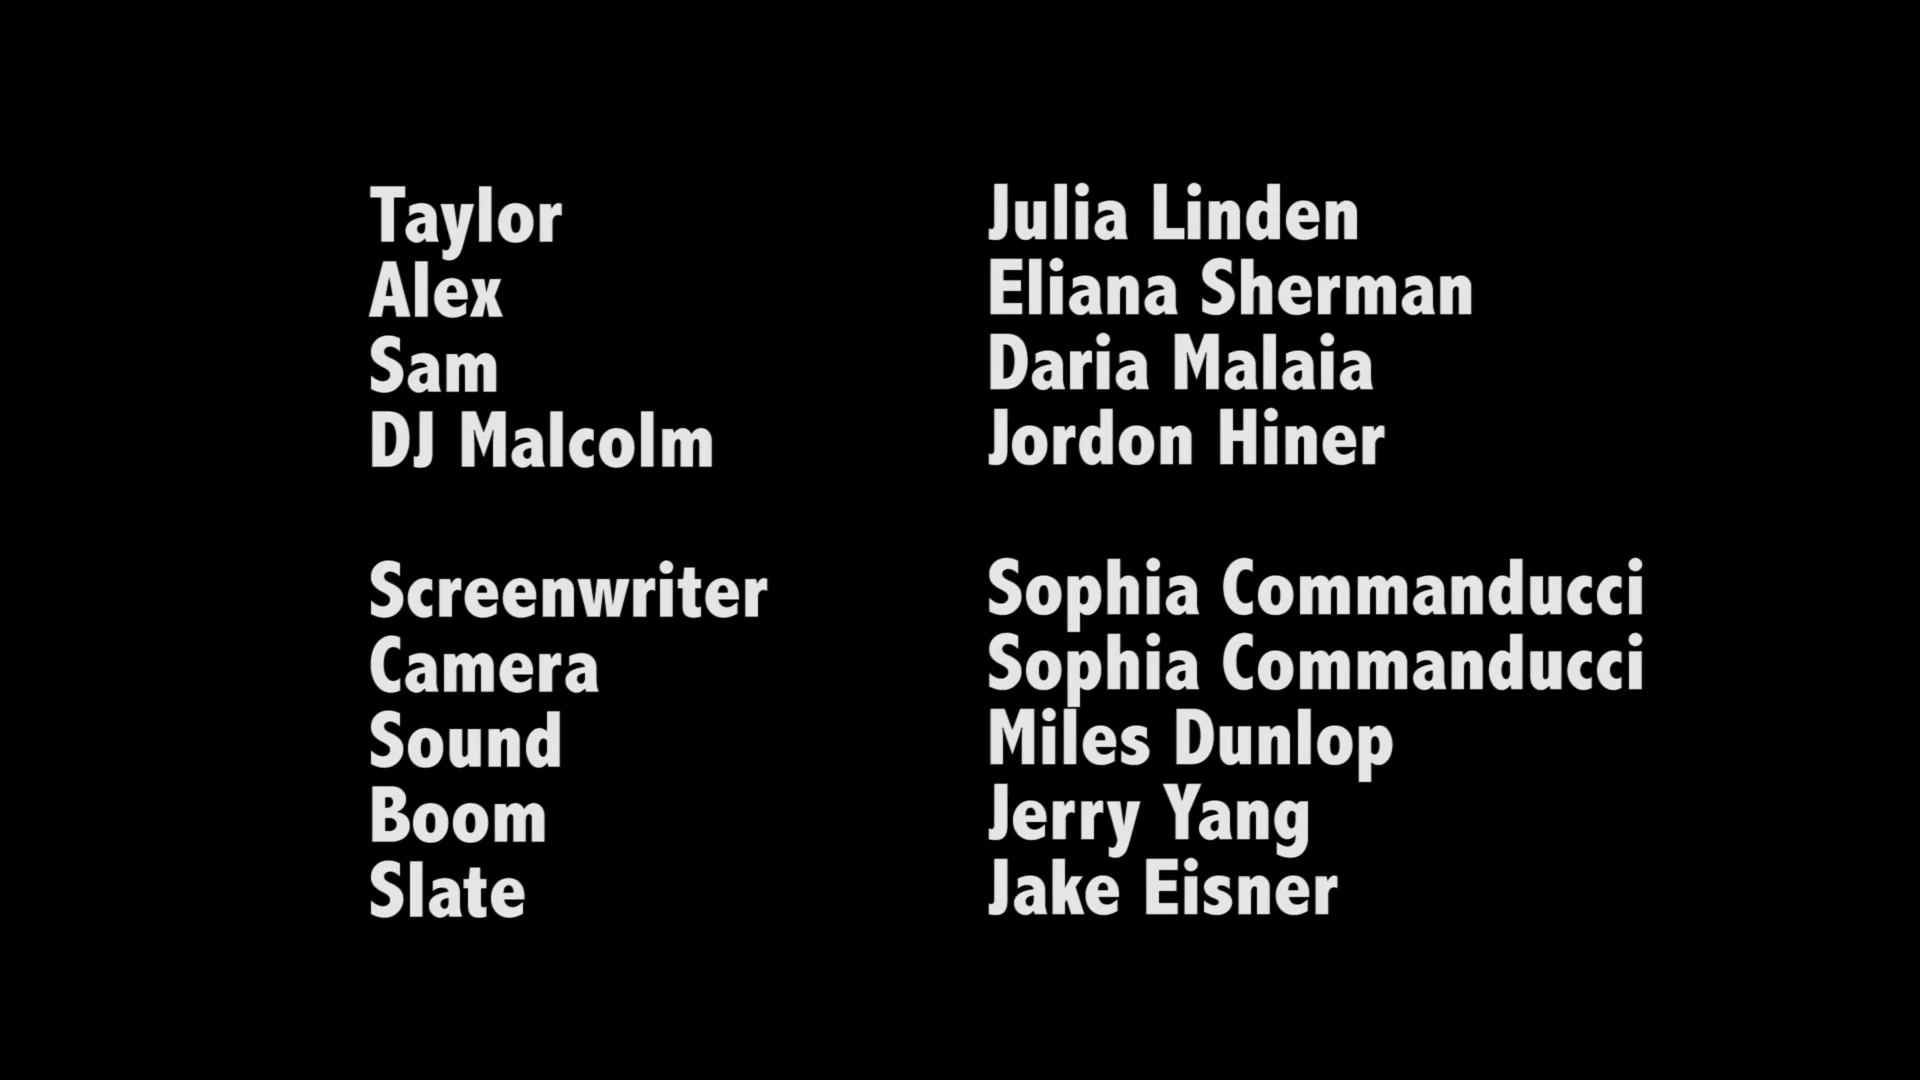 Taylor Julia Linden
Alex Eliana Sherman
Sam Daria Malaia
DJ Malcolm Jordon Hiner
Screenwriter Sophia Commanducci
Camera Sophia Commanducci
Sound Miles Dunlop
Boom Jerry Yang
Slate Jake Eisner